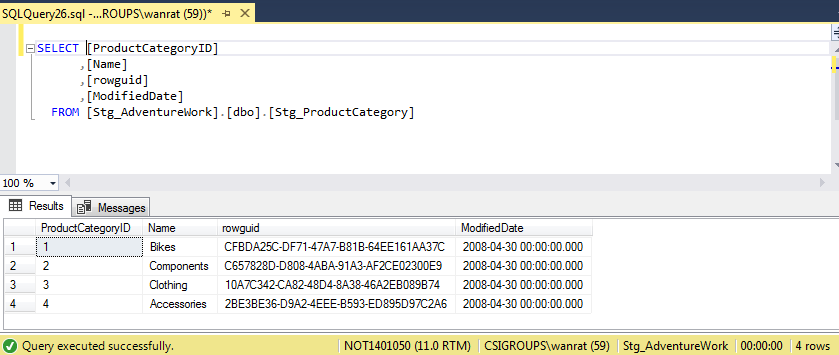 SQLQuery26.sql -...ROUPS\wanrat (59))*
SELECT [ProductCategoryID]
,[Name]
,[rowguid]
,[ModifiedDate]
FROM [Stg_AdventureWork].[dbo].[Stg_ProductCategory]
100 %
Results Messages
ProductCategoryID Name rowguid ModifiedDate
1 1 Bikes CFBDA25C-DF71-47A7-B81B-64EE161AA37C 2008-04-30 00:00:00.000
2 2 Components C657828D-D808-4ABA-91A3-AF2CE02300E9 2008-04-30 00:00:00.000
3 3 Clothing 10A7C342-CA82-48D4-8A38-46A2EB089B74 2008-04-30 00:00:00.000
4 4 Accessories 2BE3BE36-D9A2-4EEE-B593-ED895D97C2A6 2008-04-30 00:00:00.000
Query executed successfully. NOT1401050 (11.0 RTM) CSIGROUPS\wanrat (59) Stg_AdventureWork 00:00:00 4 rows